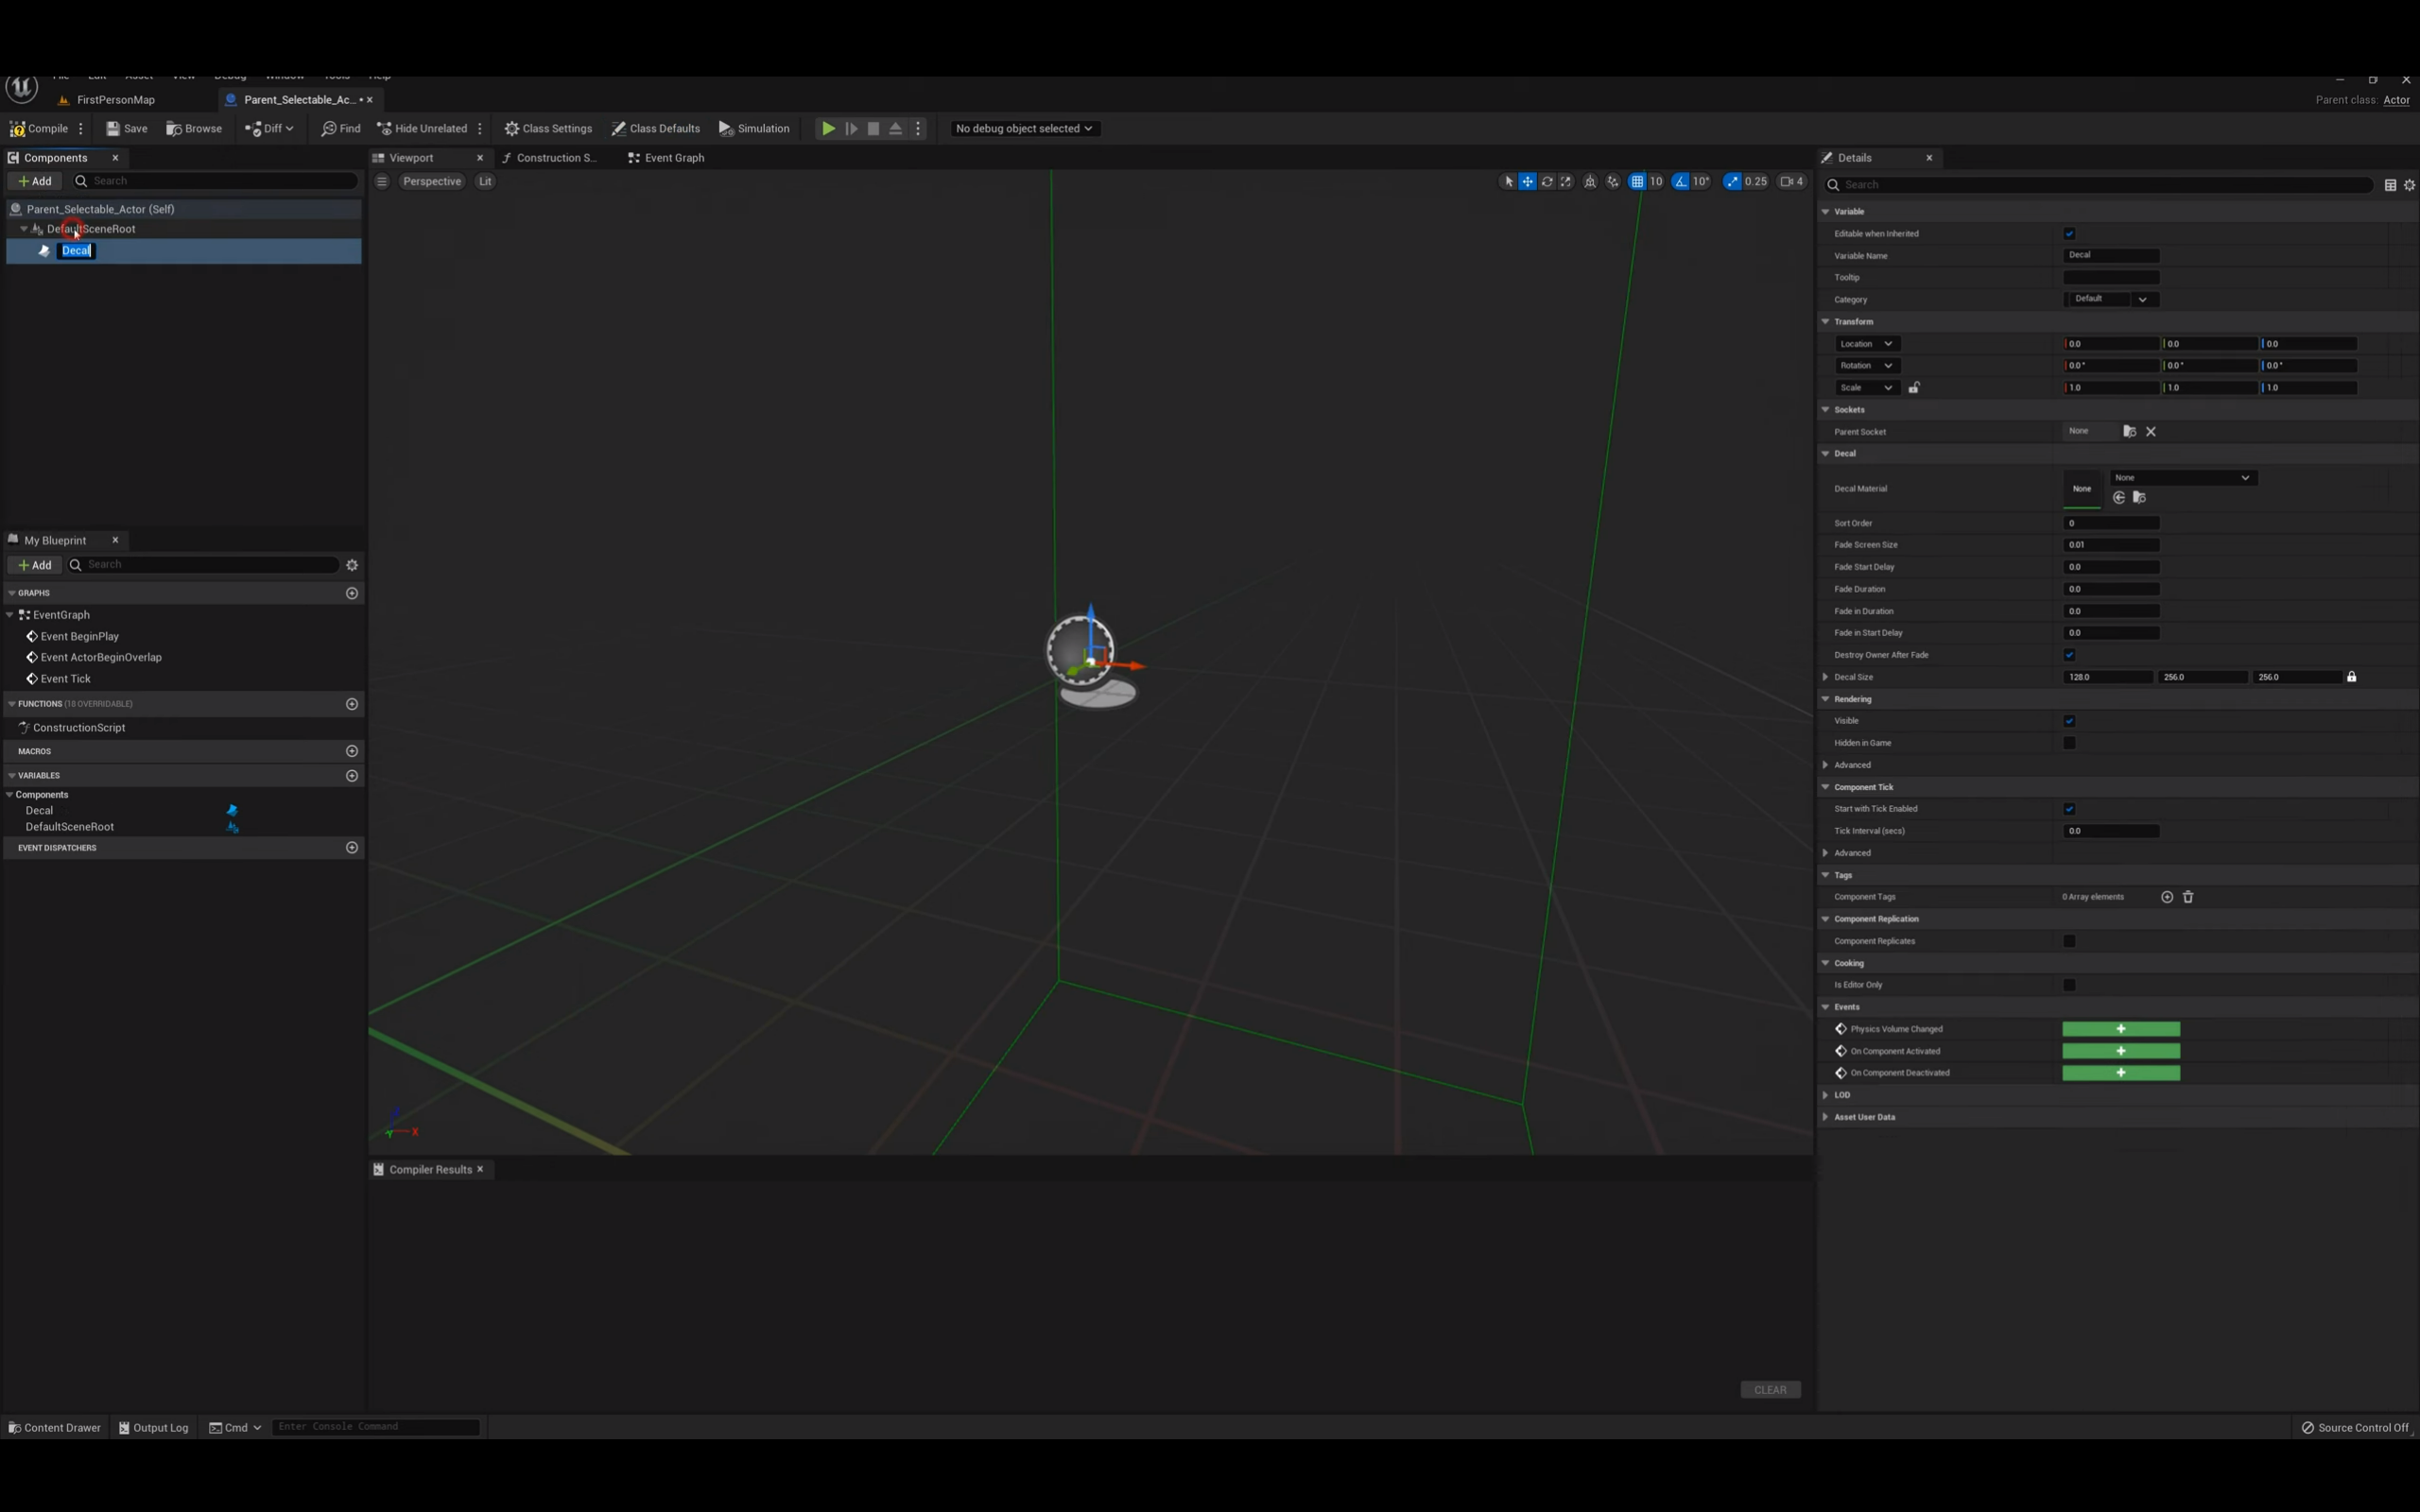 File Edit Asset View Debug Window Tools Help
FirstPersonMap
Parent_Selectable_Ac...
Parent class: Actor
Compile
Save
Browse
Diff
Find
Hide Unrelated
Class Settings
Class Defaults
Simulation
No debug object selected
Components
Add
Search
Parent_Selectable_Actor (Self)
DefaultSceneRoot
Decal
My Blueprint
Add
Search
GRAPHS
EventGraph
Event BeginPlay
Event ActorBeginOverlap
Event Tick
FUNCTIONS (18 OVERRIDABLE)
ConstructionScript
MACROS
VARIABLES
Components
Decal
DefaultSceneRoot
EVENT DISPATCHERS
Viewport
Construction S...
Event Graph
Perspective
Lit
10
10°
0.25
4
Y X
Compiler Results
CLEAR
Details
Search
Variable
Editable when Inherited
Variable Name Decal
Tooltip
Category Default
Transform
Location 0.0 0.0 0.0
Rotation 0.0° 0.0° 0.0°
Scale 1.0 1.0 1.0
Sockets
Parent Socket None
Decal
Decal Material None None
Sort Order 0
Fade Screen Size 0.01
Fade Start Delay 0.0
Fade Duration 0.0
Fade in Duration 0.0
Fade in Start Delay 0.0
Destroy Owner After Fade
Decal Size 128.0 256.0 256.0
Rendering
Visible
Hidden in Game
Advanced
Component Tick
Start with Tick Enabled
Tick Interval (secs) 0.0
Advanced
Tags
Component Tags 0 Array elements
Component Replication
Component Replicates
Cooking
Is Editor Only
Events
Physics Volume Changed
On Component Activated
On Component Deactivated
LOD
Asset User Data
Content Drawer
Output Log
Cmd
Enter Console Command
Source Control Off